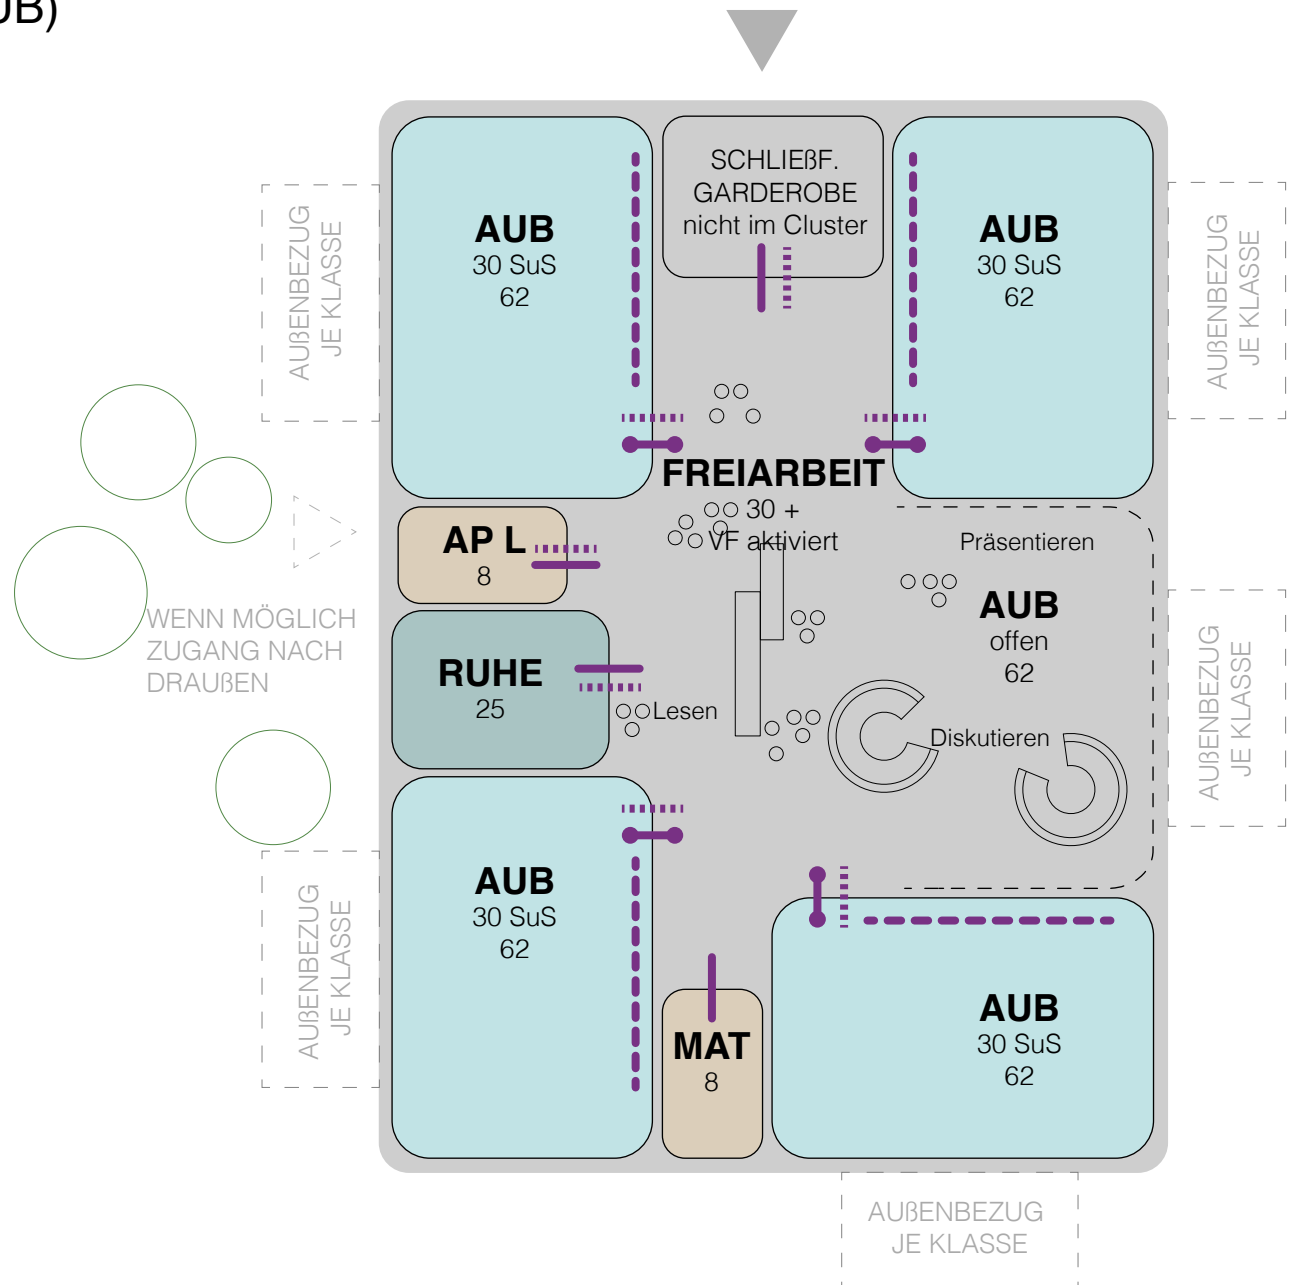 UB)
SCHLIEßF.
GARDEROBE
nicht im Cluster
AUB
30 SuS
62
AUB
30 SuS
62
AUßENBEZUG
JE KLASSE
AUßENBEZUG
JE KLASSE
FREIARBEIT
30 +
VF aktiviert
AP L
8
Präsentieren
AUB
offen
62
WENN MÖGLICH
ZUGANG NACH
DRAUßEN
RUHE
25
Lesen
Diskutieren
AUßENBEZUG
JE KLASSE
AUB
30 SuS
62
AUßENBEZUG
JE KLASSE
MAT
8
AUB
30 SuS
62
AUßENBEZUG
JE KLASSE